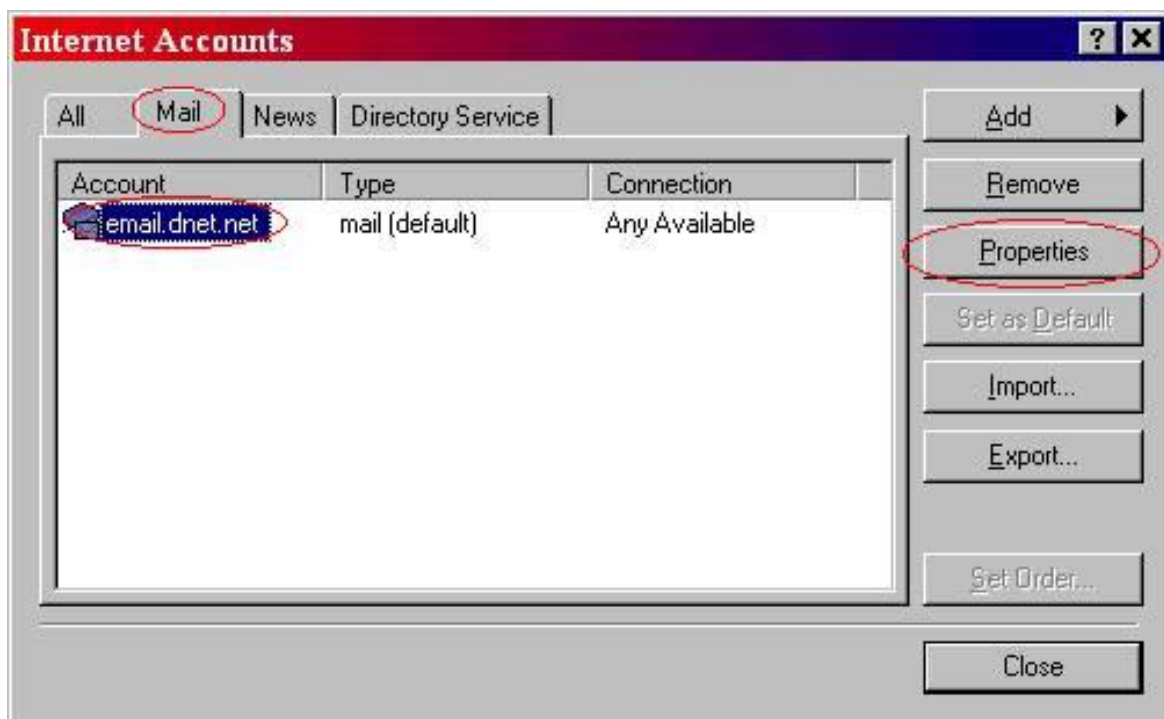 Internet Accounts
All Mail News Directory Service
Add
Account Type Connection
Remove
email.dnet.net mail (default) Any Available
Properties
Set as Default
Import...
Export...
Set Order...
Close